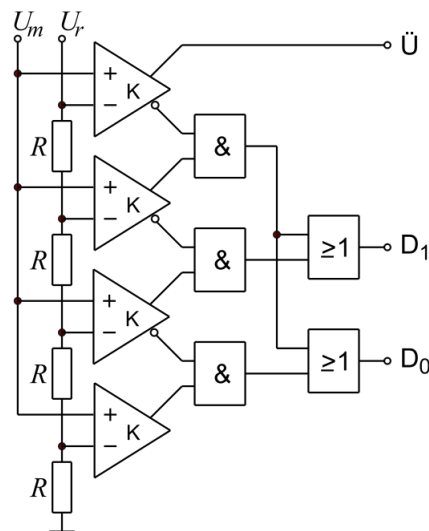 Um Ur
+ K Ü
−
R &
+ K
− ≥1 D1
R &
+ K
−
R & ≥1 D0
+ K
−
R